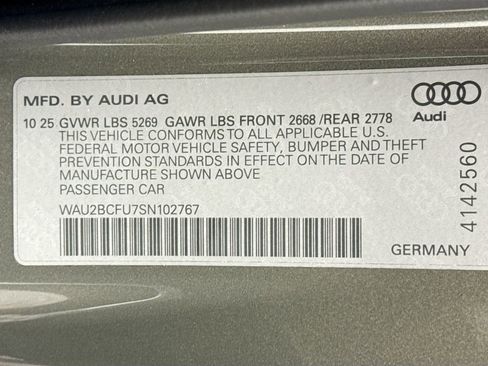 MFD. BY AUDI AG
Audi
10 25 GVWR LBS 5269 GAWR LBS FRONT 2668 /REAR 2778
THIS VEHICLE CONFORMS TO ALL APPLICABLE U.S.
FEDERAL MOTOR VEHICLE SAFETY, BUMPER AND THEFT
PREVENTION STANDARDS IN EFFECT ON THE DATE OF
MANUFACTURE SHOWN ABOVE
PASSENGER CAR
WAU2BCFU7SN102767
GERMANY
4142560